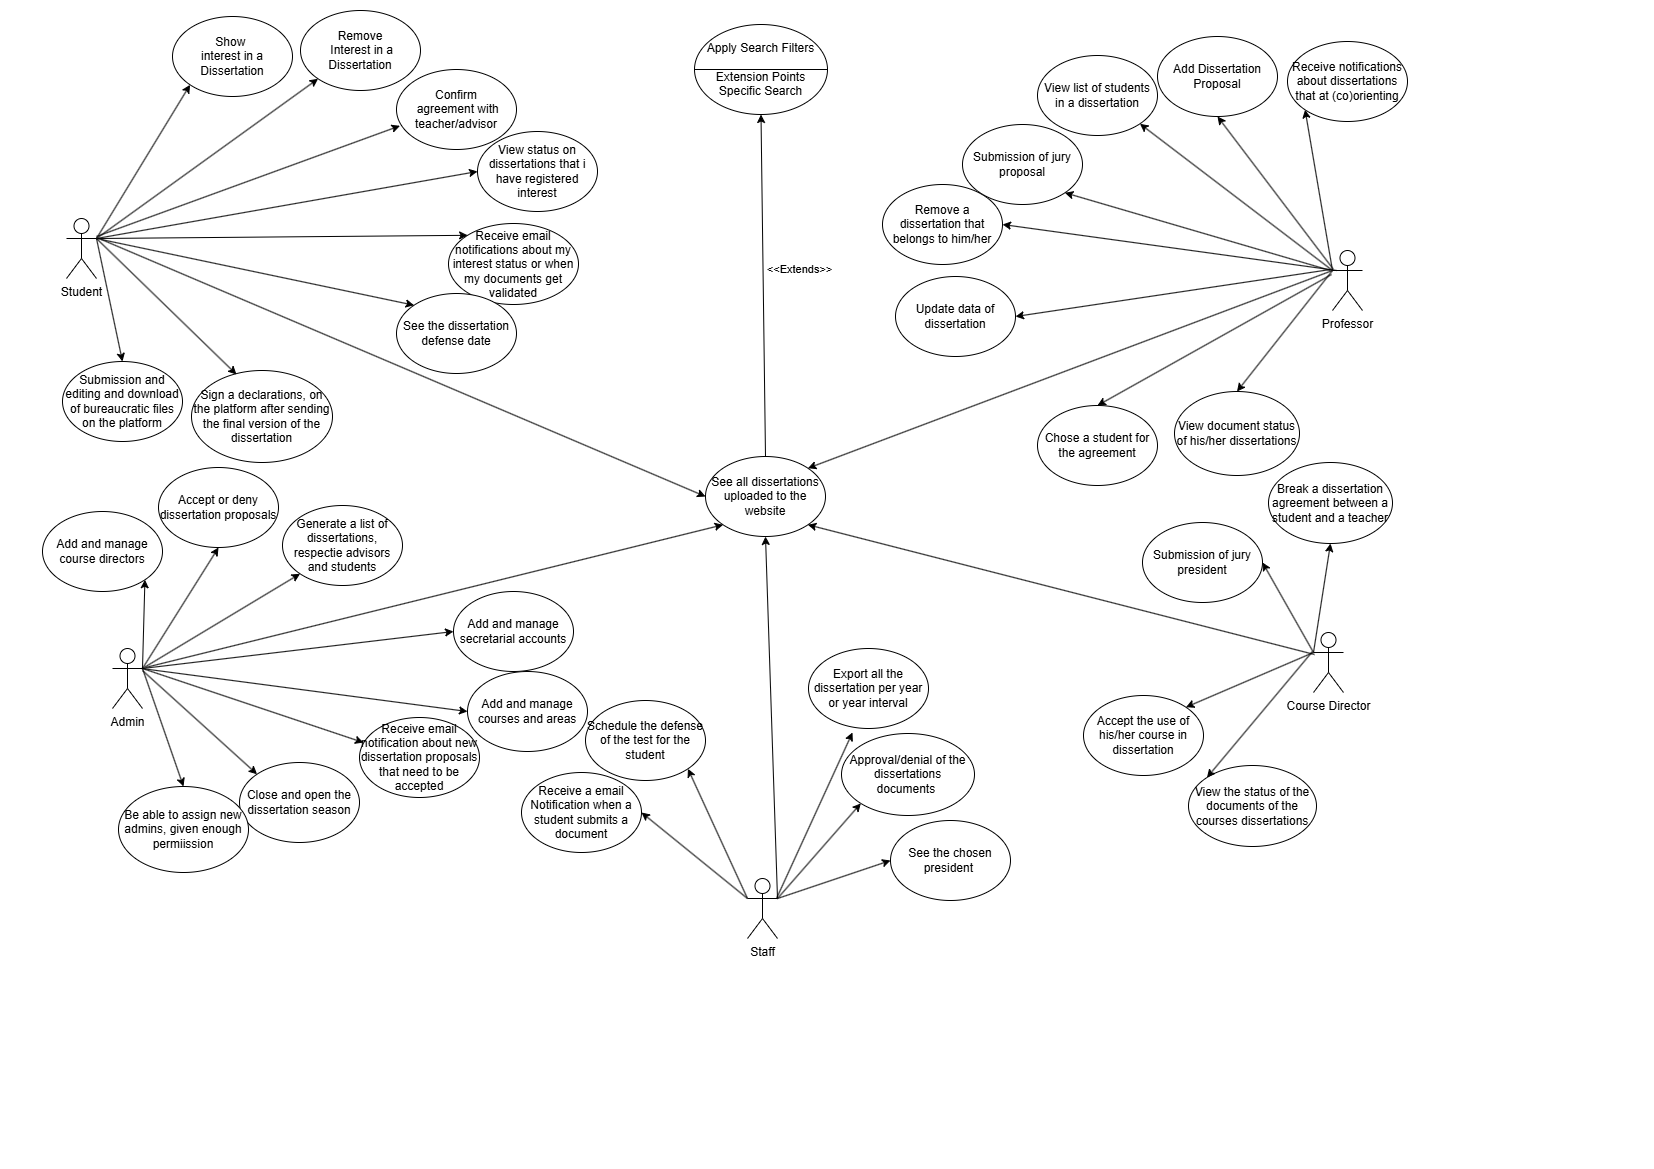 Show
interest in a
Dissertation
Remove
Interest in a
Dissertation
Confirm
agreement with
teacher/advisor
View status on
dissertations that i
have registered
interest
Receive email
notifications about my
interest status or when
my documents get
validated
See the dissertation
defense date
Student
Submission and
editing and download
of bureaucratic files
on the platform
Sign a declarations, on
the platform after sending
the final version of the
dissertation
Apply Search Filters
Extension Points
Specific Search
<<Extends>>
See all dissertations
uploaded to the
website
View list of students
in a dissertation
Add Dissertation
Proposal
Receive notifications
about dissertations
that at (co)orienting
Submission of jury
proposal
Remove a
dissertation that
belongs to him/her
Update data of
dissertation
Professor
Chose a student for
the agreement
View document status
of his/her dissertations
Accept or deny
dissertation proposals
Add and manage
course directors
Generate a list of
dissertations,
respectie advisors
and students
Add and manage
secretarial accounts
Add and manage
courses and areas
Admin
Receive email
notification about new
dissertation proposals
that need to be
accepted
Close and open the
dissertation season
Be able to assign new
admins, given enough
permiission
Schedule the defense
of the test for the
student
Receive a email
Notification when a
student submits a
document
Export all the
dissertation per year
or year interval
Approval/denial of the
dissertations
documents
See the chosen
president
Staff
Break a dissertation
agreement between a
student and a teacher
Submission of jury
president
Course Director
Accept the use of
his/her course in
dissertation
View the status of the
documents of the
courses dissertations